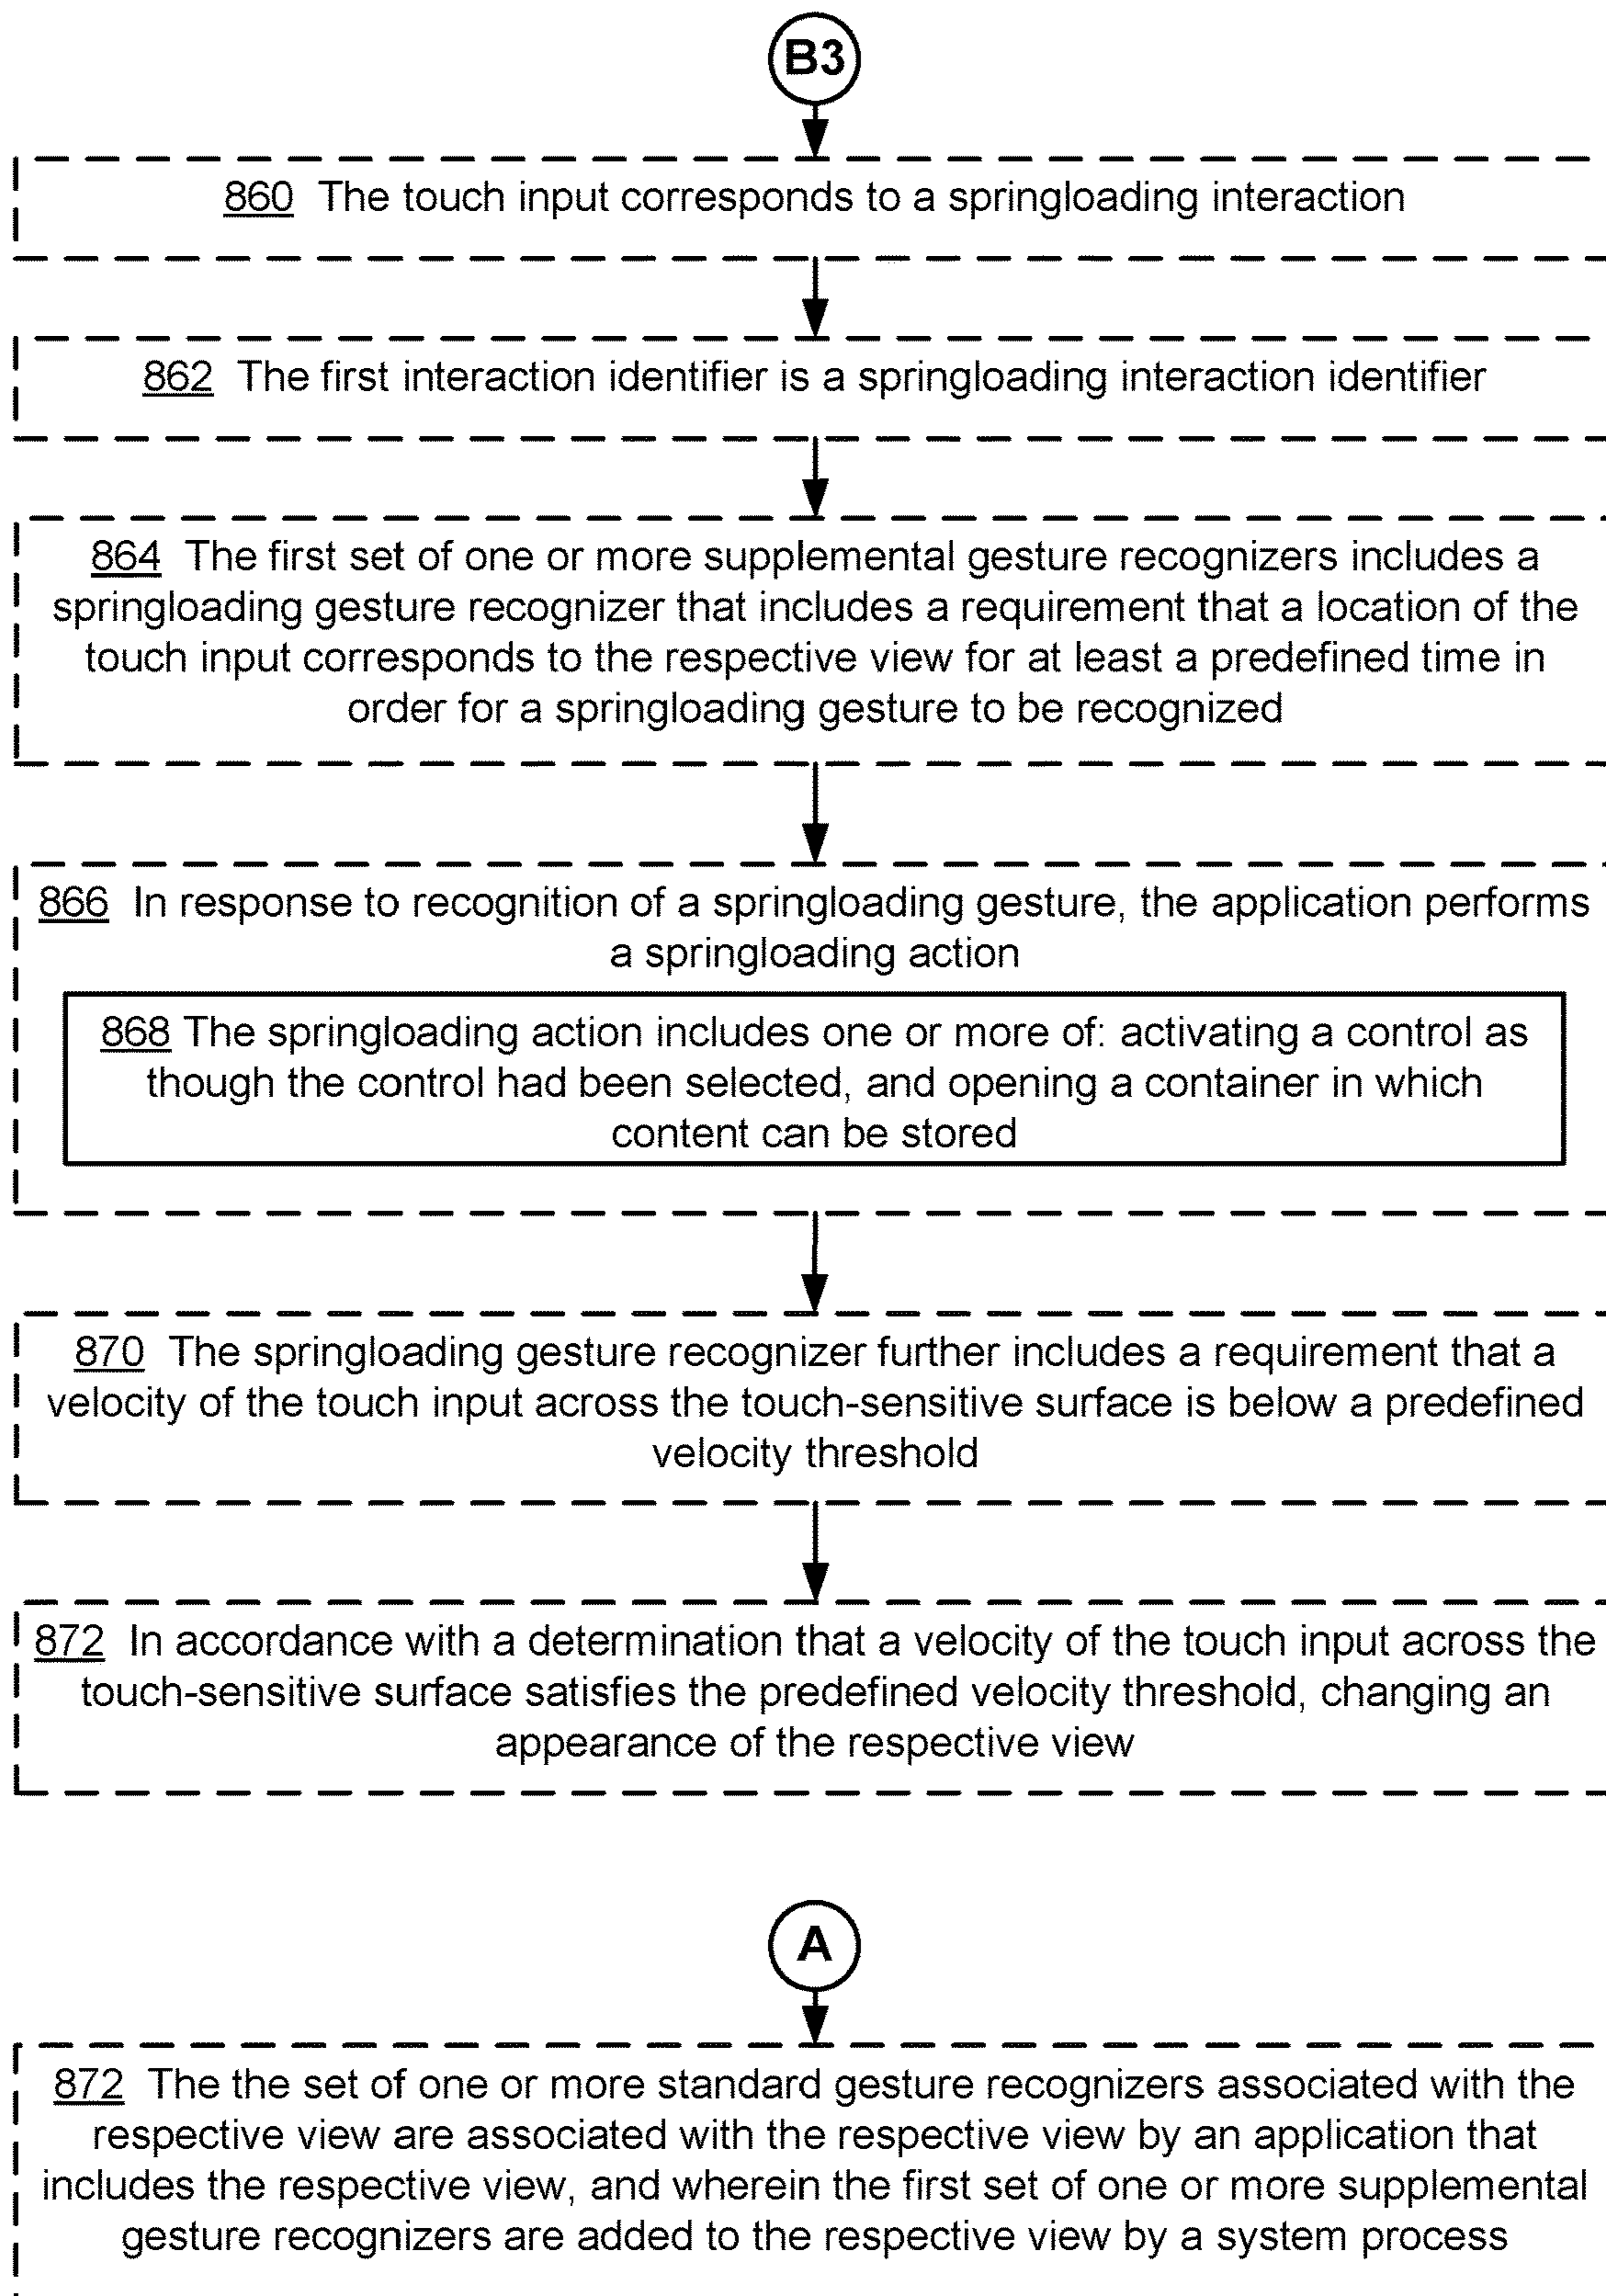 B3
860 The touch input corresponds to a springloading interaction
862 The first interaction identifier is a springloading interaction identifier
864 The first set of one or more supplemental gesture recognizers includes a
springloading gesture recognizer that includes a requirement that a location of the
touch input corresponds to the respective view for at least a predefined time in
order for a springloading gesture to be recognized
866 In response to recognition of a springloading gesture, the application performs
a springloading action
868 The springloading action includes one or more of: activating a control as
though the control had been selected, and opening a container in which
content can be stored
870 The springloading gesture recognizer further includes a requirement that a
velocity of the touch input across the touch-sensitive surface is below a predefined
velocity threshold
872 In accordance with a determination that a velocity of the touch input across the
touch-sensitive surface satisfies the predefined velocity threshold, changing an
appearance of the respective view
A
872 The the set of one or more standard gesture recognizers associated with the
respective view are associated with the respective view by an application that
includes the respective view, and wherein the first set of one or more supplemental
gesture recognizers are added to the respective view by a system process